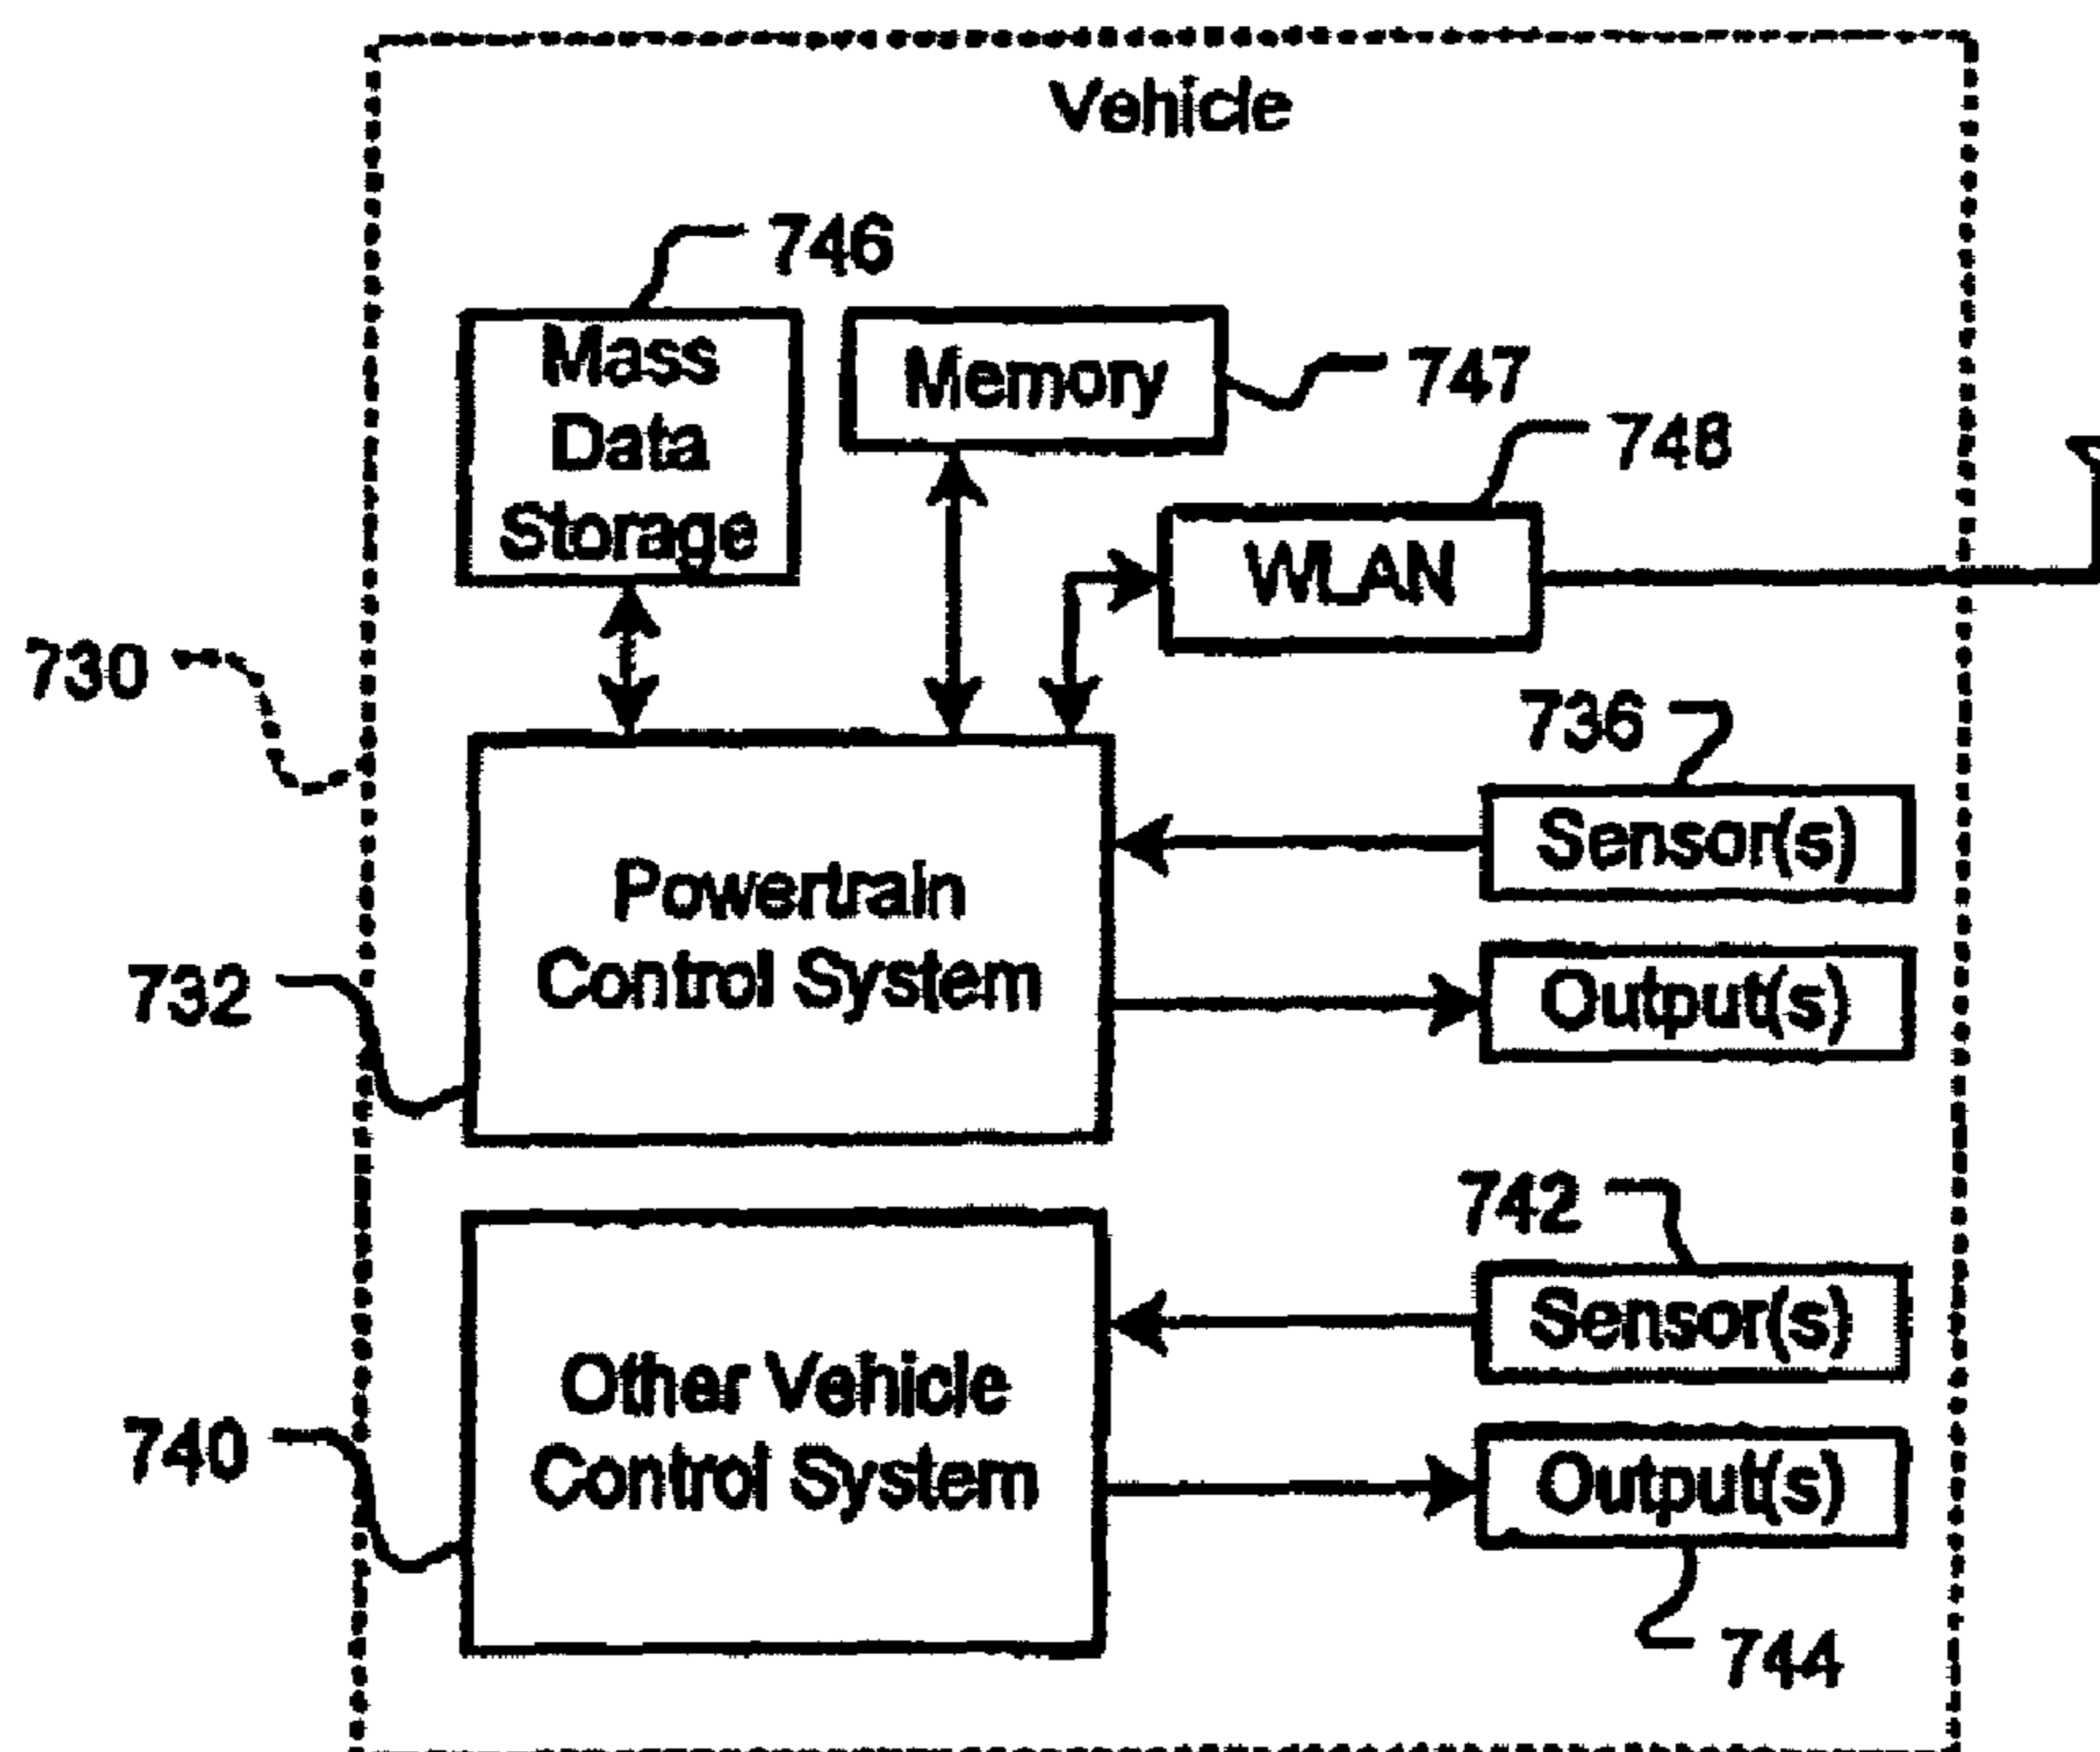 Vehicle
746
Mass
Data
Storage
Memory
747
748
WLAN
730
736
Sensor(s)
Powertrain
Control System
Output(s)
732
742
Sensor(s)
Other Vehicle
Control System
740
Output(s)
744